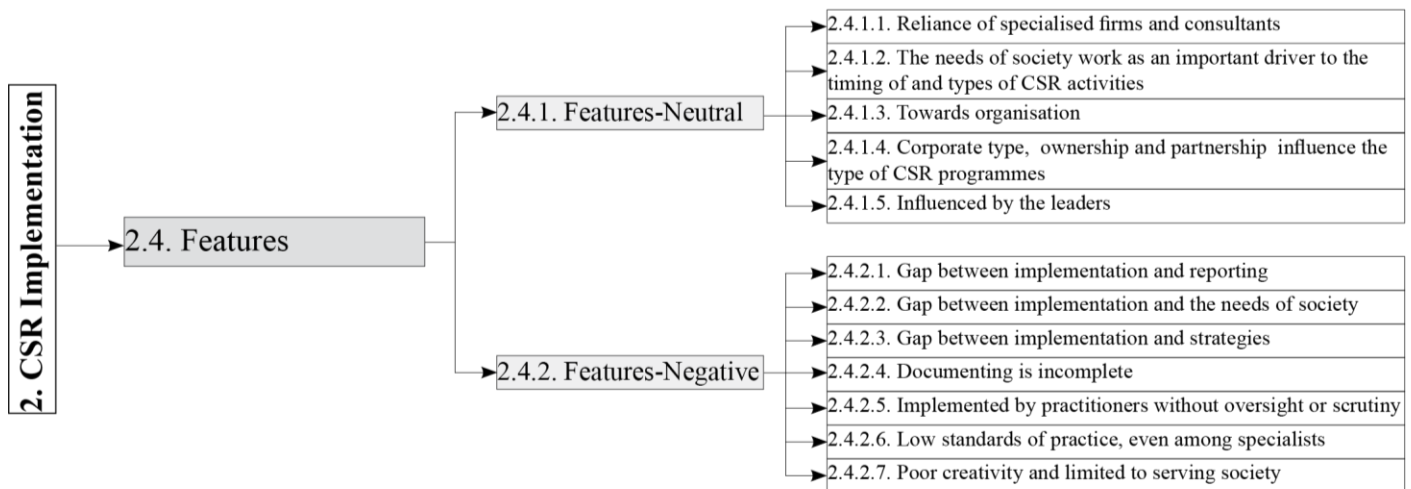 2. CSR Implementation
2.4. Features
2.4.1. Features-Neutral
2.4.1.1. Reliance of specialised firms and consultants
2.4.1.2. The needs of society work as an important driver to the
timing of and types of CSR activities
2.4.1.3. Towards organisation
2.4.1.4. Corporate type, ownership and partnership influence the
type of CSR programmes
2.4.1.5. Influenced by the leaders
2.4.2. Features-Negative
2.4.2.1. Gap between implementation and reporting
2.4.2.2. Gap between implementation and the needs of society
2.4.2.3. Gap between implementation and strategies
2.4.2.4. Documenting is incomplete
2.4.2.5. Implemented by practitioners without oversight or scrutiny
2.4.2.6. Low standards of practice, even among specialists
2.4.2.7. Poor creativity and limited to serving society